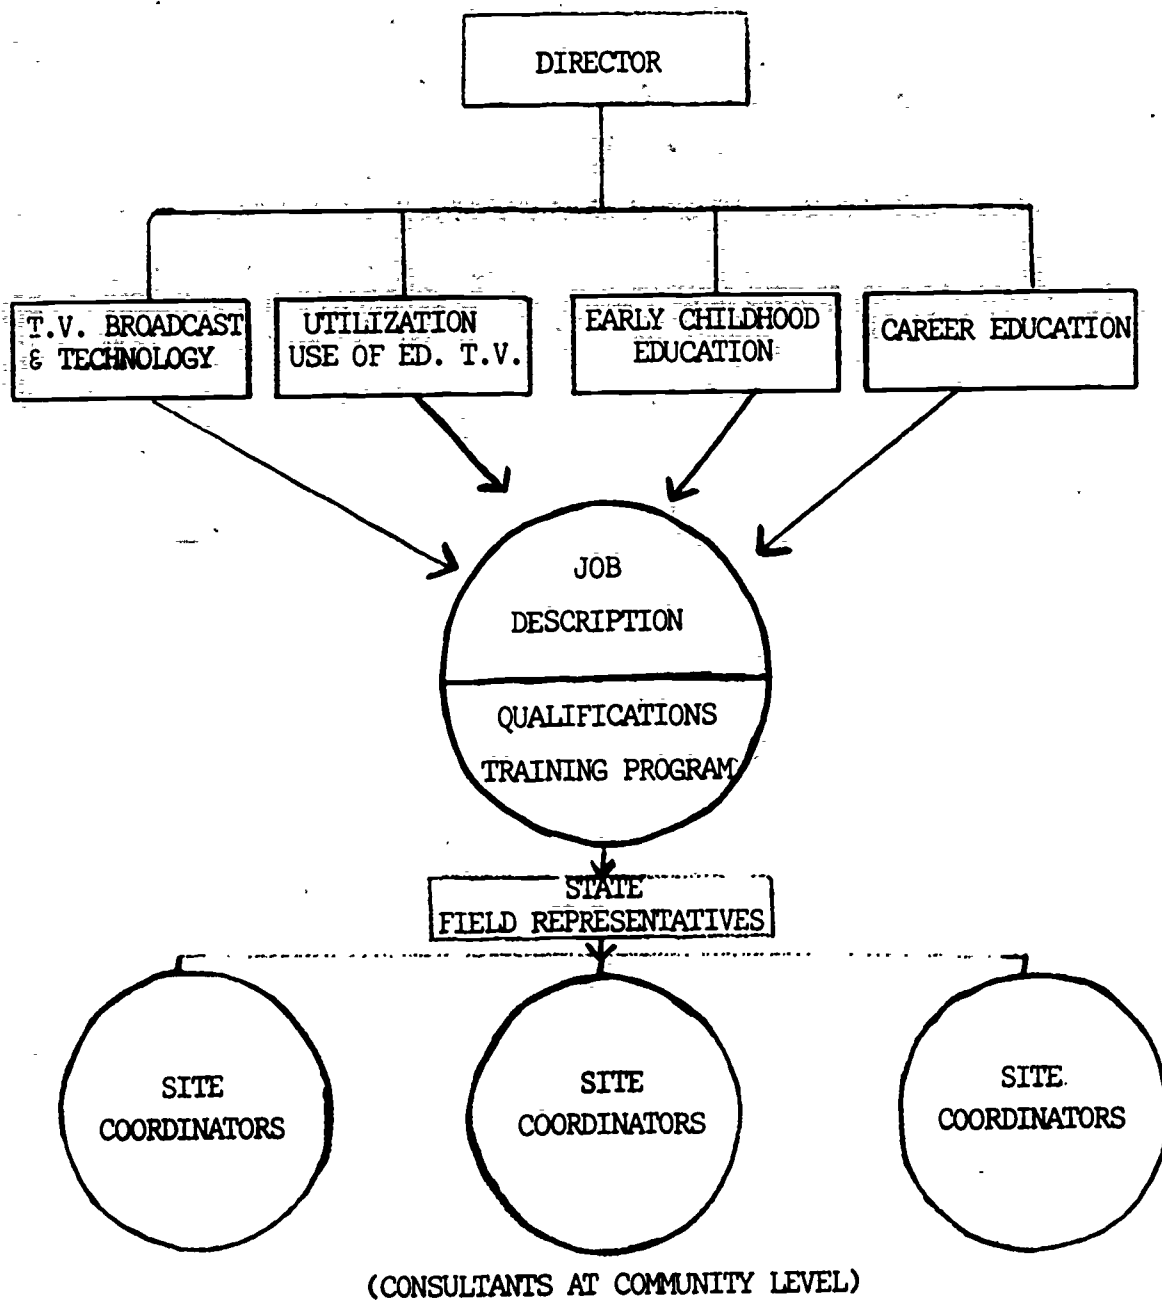 DIRECTOR
T.V. BROADCAST
& TECHNOLOGY
UTILIZATION
USE OF ED. T.V.
EARLY CHILDHOOD
EDUCATION
CAREER EDUCATION
JOB
DESCRIPTION
QUALIFICATIONS
TRAINING PROGRAM
STATE
FIELD REPRESENTATIVES
SITE
COORDINATORS
SITE
COORDINATORS
SITE
COORDINATORS
(CONSULTANTS AT COMMUNITY LEVEL)